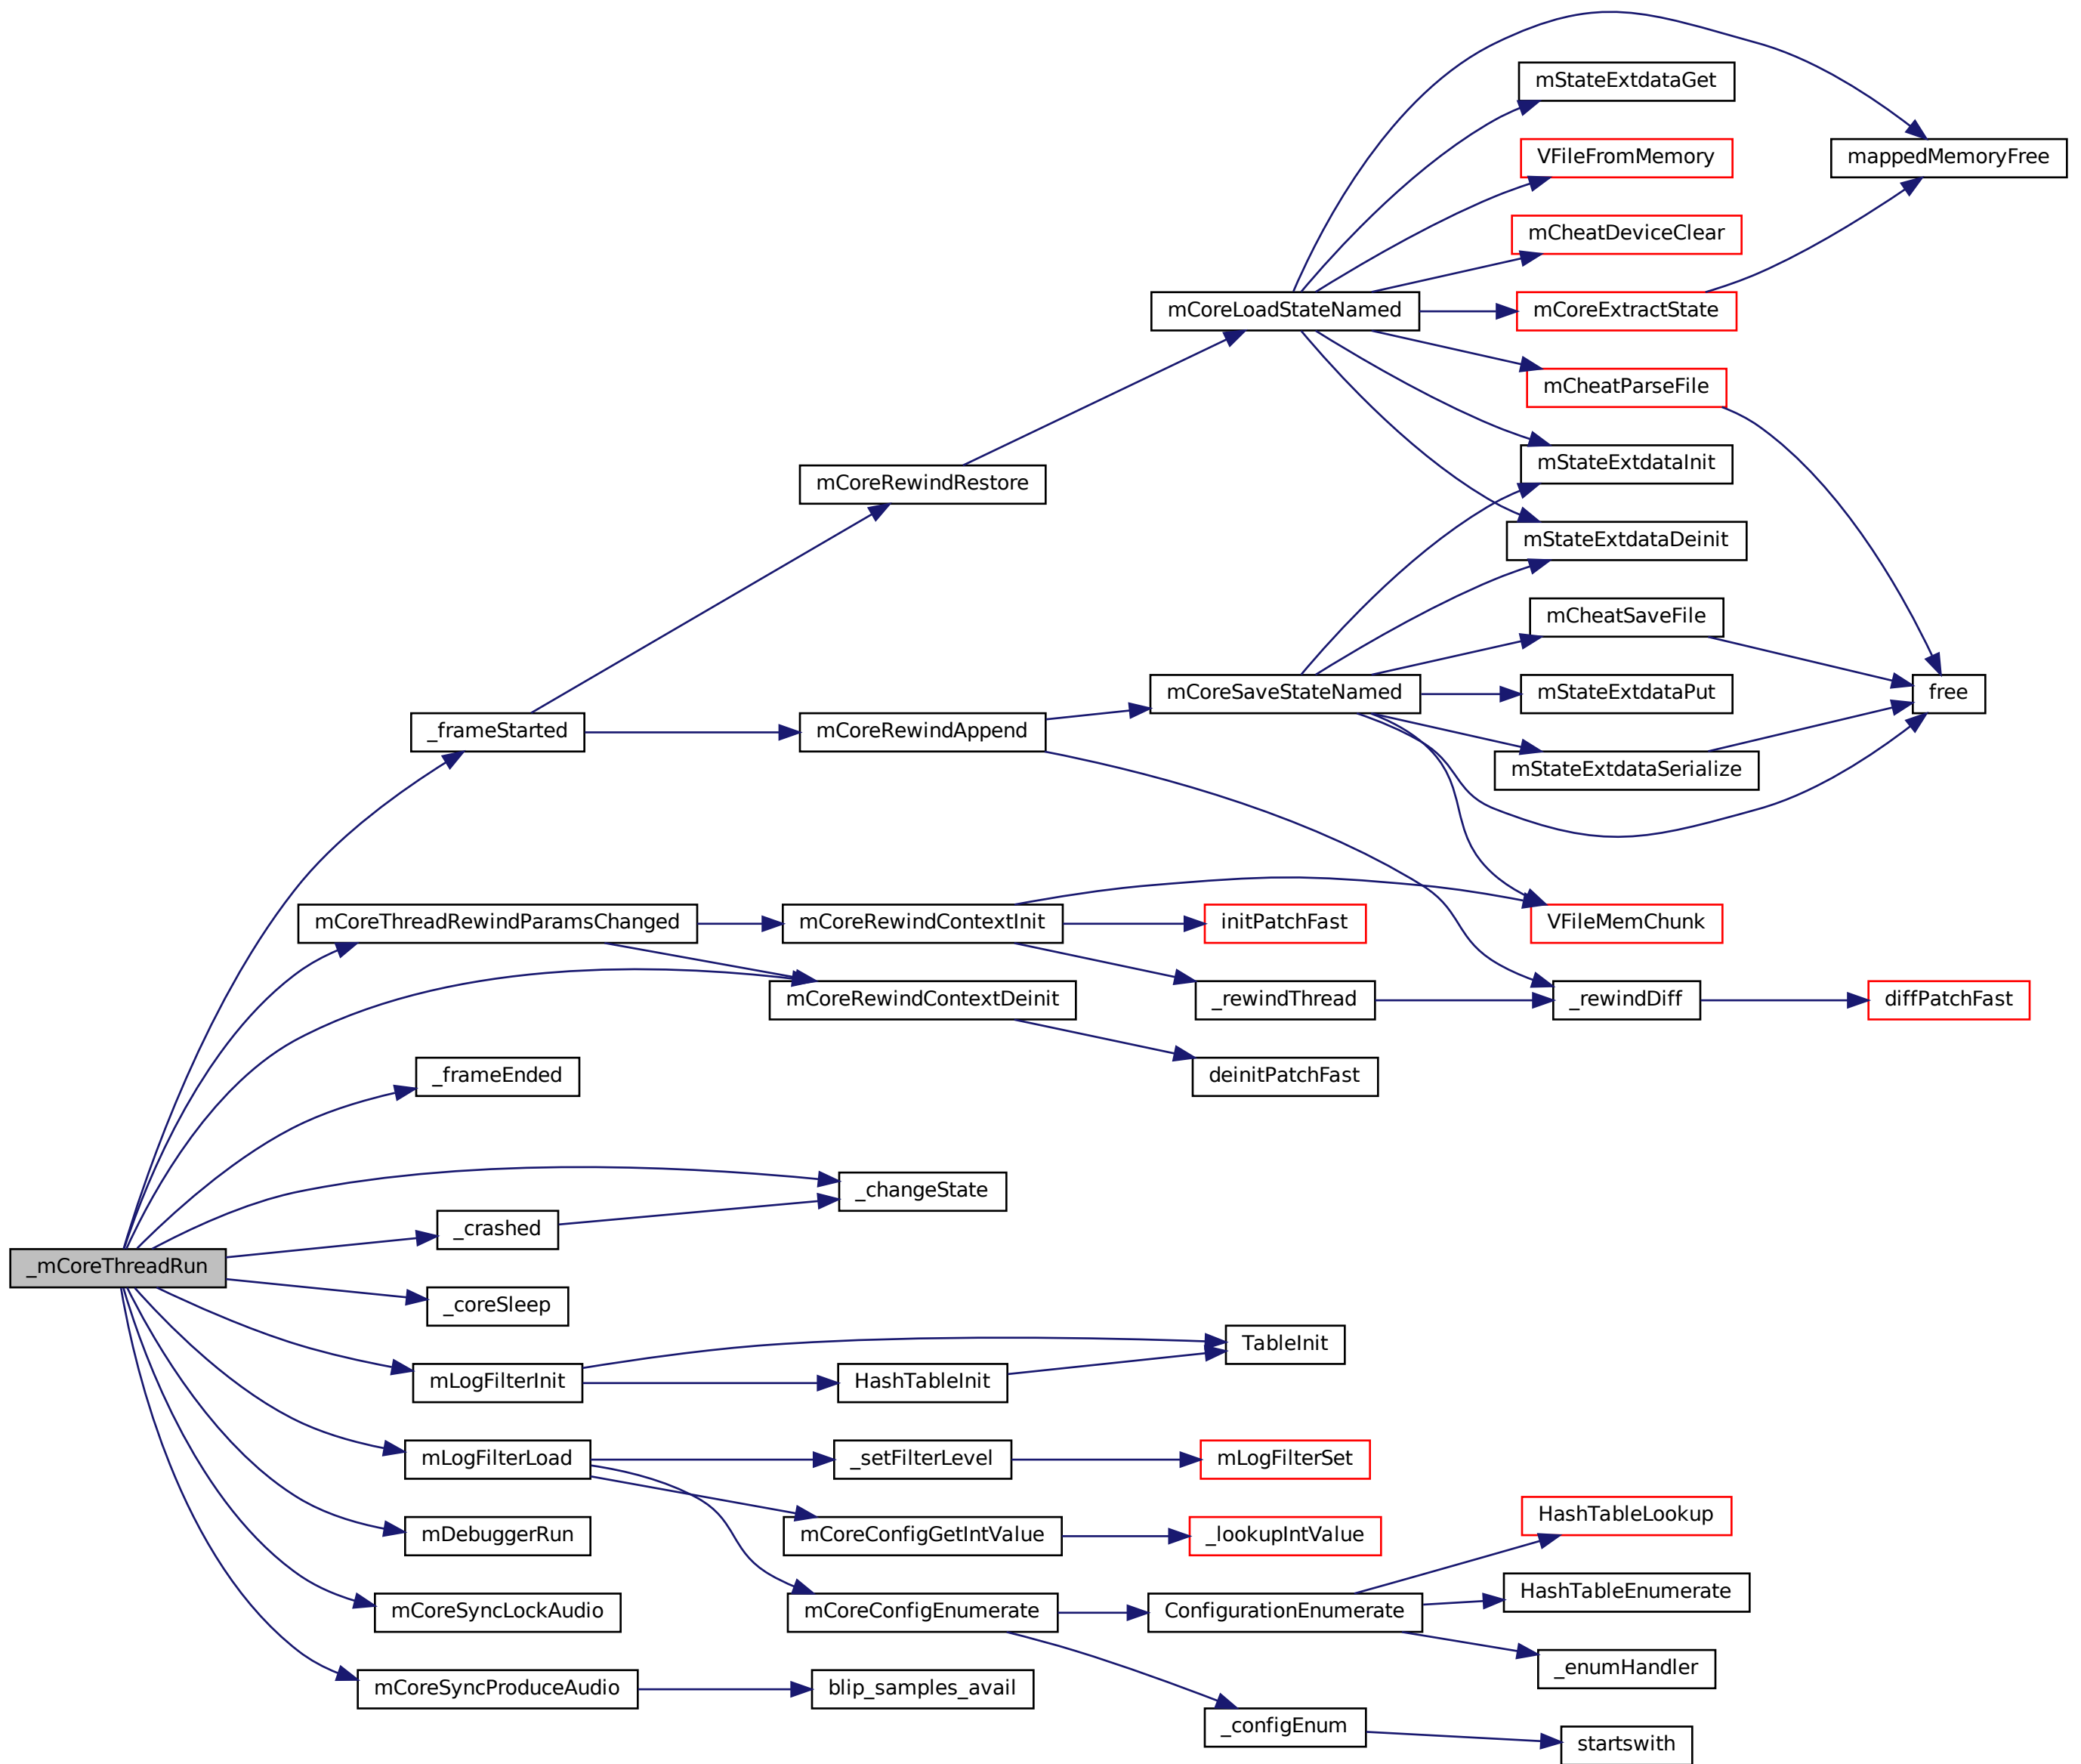 mStateExtdataGet
VFileFromMemory
mappedMemoryFree
mCheatDeviceClear
mCoreLoadStateNamed
mCoreExtractState
mCheatParseFile
mCoreRewindRestore
mStateExtdataInit
mStateExtdataDeinit
mCheatSaveFile
mCoreSaveStateNamed
mStateExtdataPut
free
_frameStarted
mCoreRewindAppend
mStateExtdataSerialize
mCoreThreadRewindParamsChanged
mCoreRewindContextInit
initPatchFast
VFileMemChunk
mCoreRewindContextDeinit
_rewindThread
_rewindDiff
diffPatchFast
_frameEnded
deinitPatchFast
_changeState
_crashed
_mCoreThreadRun
_coreSleep
TableInit
mLogFilterInit
HashTableInit
mLogFilterLoad
_setFilterLevel
mLogFilterSet
HashTableLookup
mDebuggerRun
mCoreConfigGetIntValue
_lookupIntValue
HashTableEnumerate
mCoreSyncLockAudio
mCoreConfigEnumerate
ConfigurationEnumerate
_enumHandler
mCoreSyncProduceAudio
blip_samples_avail
_configEnum
startswith